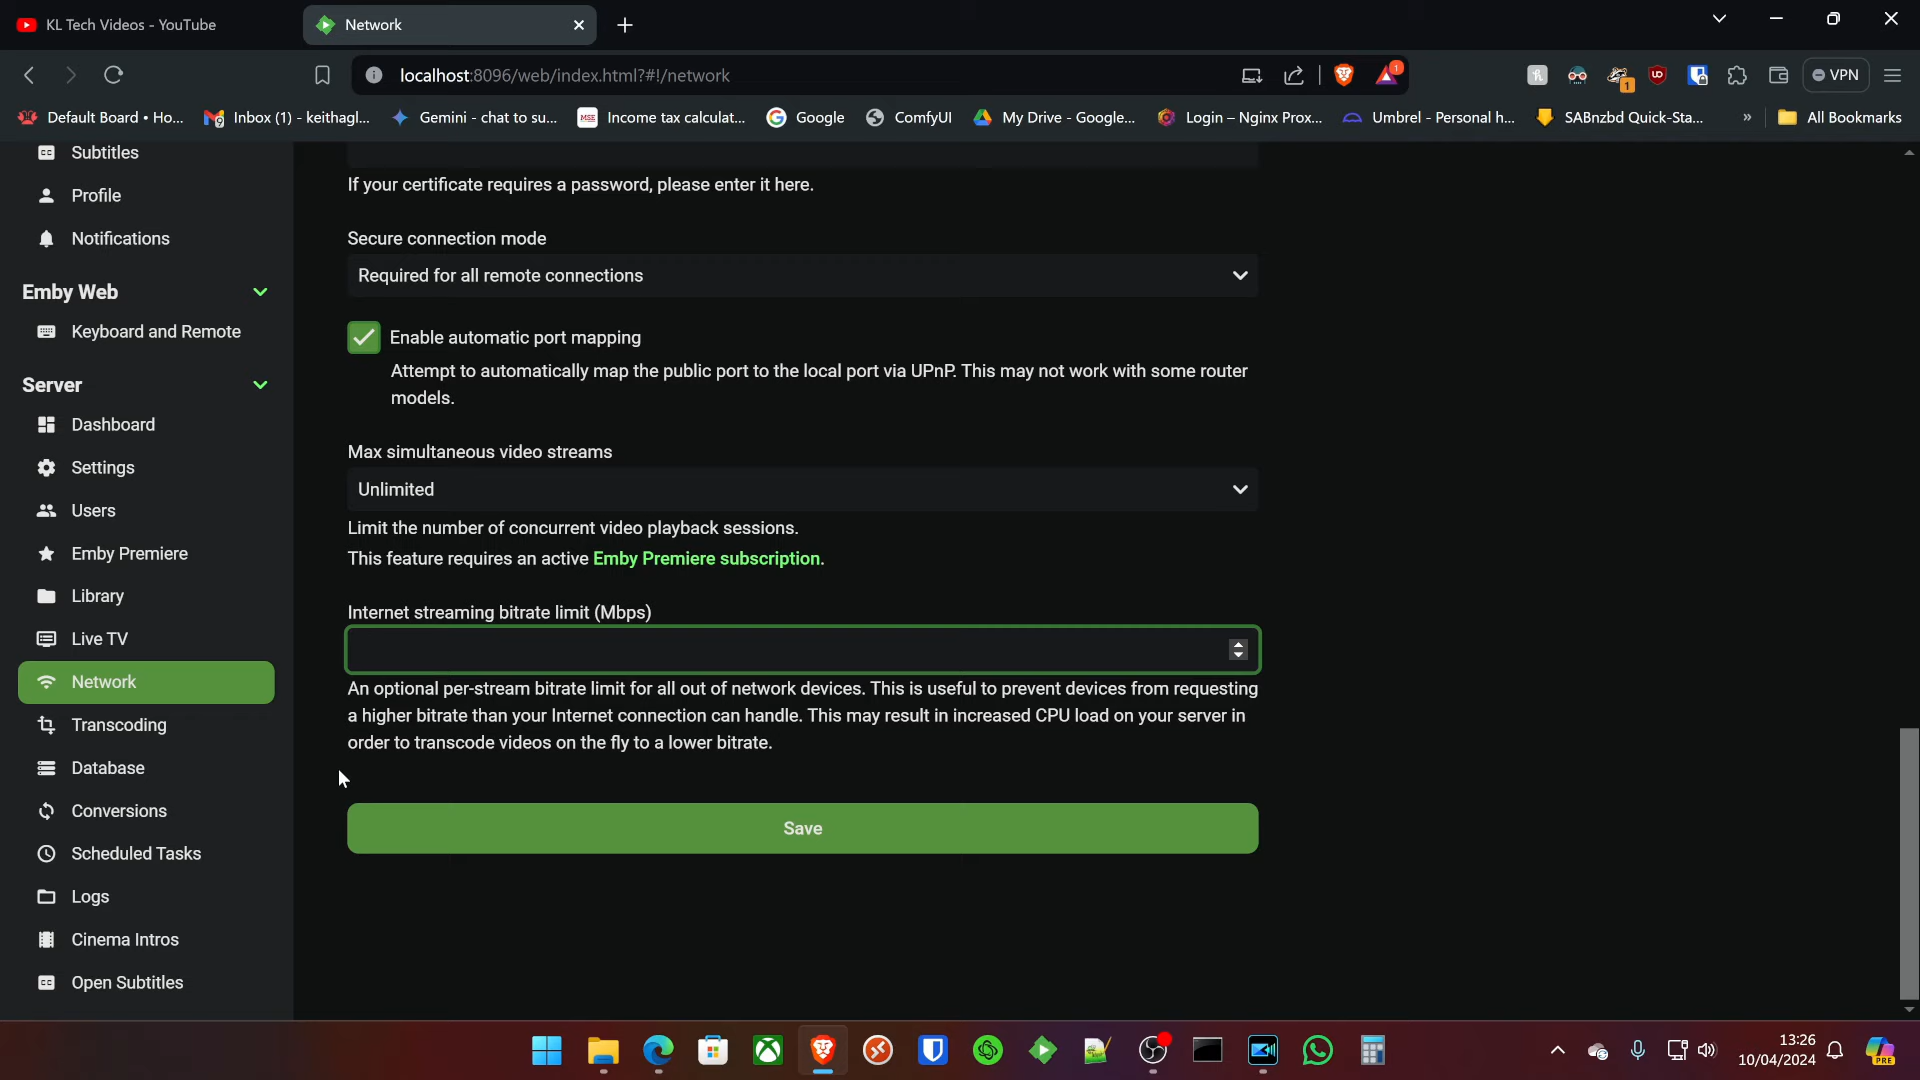 KL Tech Videos - YouTube
Network
localhost:8096/web/index.html?#!/network
1
1
UD
VPN
Default Board • Ho...
Inbox (1) - keithagl...
Gemini - chat to su...
MSE
Income tax calculat...
Google
ComfyUI
My Drive - Google...
Login – Nginx Prox...
Umbrel - Personal h...
SABnzbd Quick-Sta...
»
All Bookmarks
Subtitles
Profile
Notifications
Emby Web
Keyboard and Remote
Server
Dashboard
Settings
Users
Emby Premiere
Library
Live TV
Network
Transcoding
Database
Conversions
Scheduled Tasks
Logs
Cinema Intros
Open Subtitles
If your certificate requires a password, please enter it here.
Secure connection mode
Required for all remote connections
Enable automatic port mapping
Attempt to automatically map the public port to the local port via UPnP. This may not work with some router
models.
Max simultaneous video streams
Unlimited
Limit the number of concurrent video playback sessions.
This feature requires an active Emby Premiere subscription.
Internet streaming bitrate limit (Mbps)
An optional per-stream bitrate limit for all out of network devices. This is useful to prevent devices from requesting
a higher bitrate than your Internet connection can handle. This may result in increased CPU load on your server in
order to transcode videos on the fly to a lower bitrate.
Save
13:26
10/04/2024
PRE